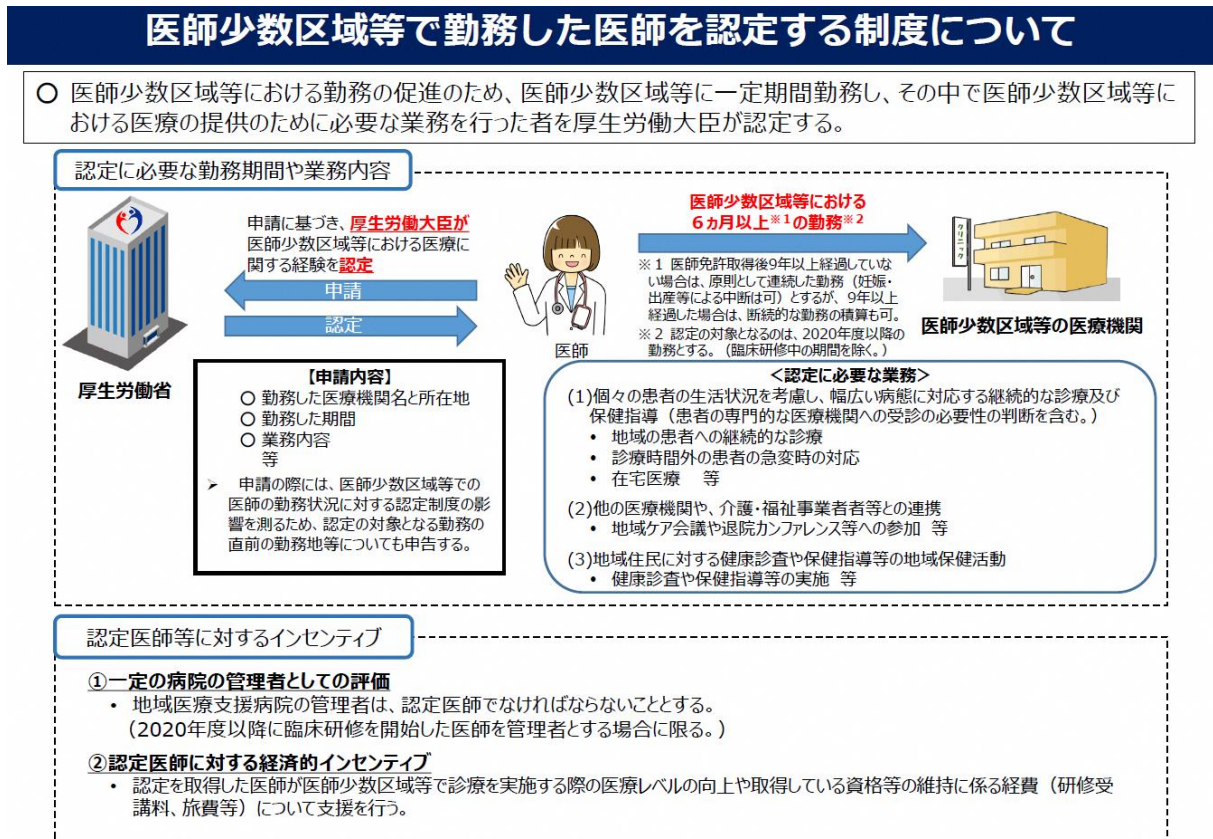 医師少数区域等で勤務した医師を認定する制度について
○ 医師少数区域等における勤務の促進のため、医師少数区域等に一定期間勤務し、その中で医師少数区域等に
おける医療の提供のために必要な業務を行った者を厚生労働大臣が認定する。
認定に必要な勤務期間や業務内容
申請に基づき、厚生労働大臣が
医師少数区域等における医療に
関する経験を認定
申請
認定
厚生労働省
医師
医師少数区域等における
6ヵ月以上※1の勤務※2
※1 医師免許取得後9年以上経過していな
い場合は、原則として連続した勤務（妊娠・
出産等による中断は可）とするが、9年以上
経過した場合は、断続的な勤務の積算も可。
※2 認定の対象となるのは、2020年度以降の
勤務とする。（臨床研修中の期間を除く。）
クリニック
医師少数区域等の医療機関
【申請内容】
○ 勤務した医療機関名と所在地
○ 勤務した期間
○ 業務内容
等
➢ 申請の際には、医師少数区域等での
医師の勤務状況に対する認定制度の影
響を測るため、認定の対象となる勤務の
直前の勤務地等についても申告する。
＜認定に必要な業務＞
(1)個々の患者の生活状況を考慮し、幅広い病態に対応する継続的な診療及び
保健指導（患者の専門的な医療機関への受診の必要性の判断を含む。）
• 地域の患者への継続的な診療
• 診療時間外の患者の急変時の対応
• 在宅医療 等
(2)他の医療機関や、介護・福祉事業者者等との連携
• 地域ケア会議や退院カンファレンス等への参加 等
(3)地域住民に対する健康診査や保健指導等の地域保健活動
• 健康診査や保健指導等の実施 等
認定医師等に対するインセンティブ
①一定の病院の管理者としての評価
• 地域医療支援病院の管理者は、認定医師でなければならないこととする。
（2020年度以降に臨床研修を開始した医師を管理者とする場合に限る。）
②認定医師に対する経済的インセンティブ
• 認定を取得した医師が医師少数区域等で診療を実施する際の医療レベルの向上や取得している資格等の維持に係る経費（研修受
講料、旅費等）について支援を行う。